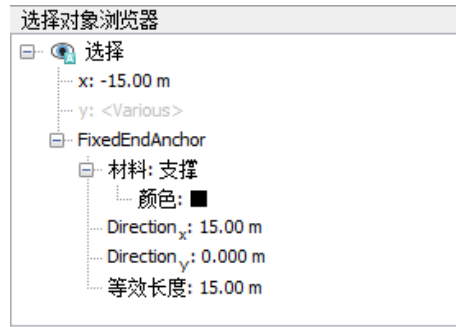 选择对象浏览器
选择
x: -15.00 m
y: <Various>
FixedEndAnchor
材料: 支撑
颜色:
Directionx: 15.00 m
Directiony: 0.000 m
等效长度: 15.00 m